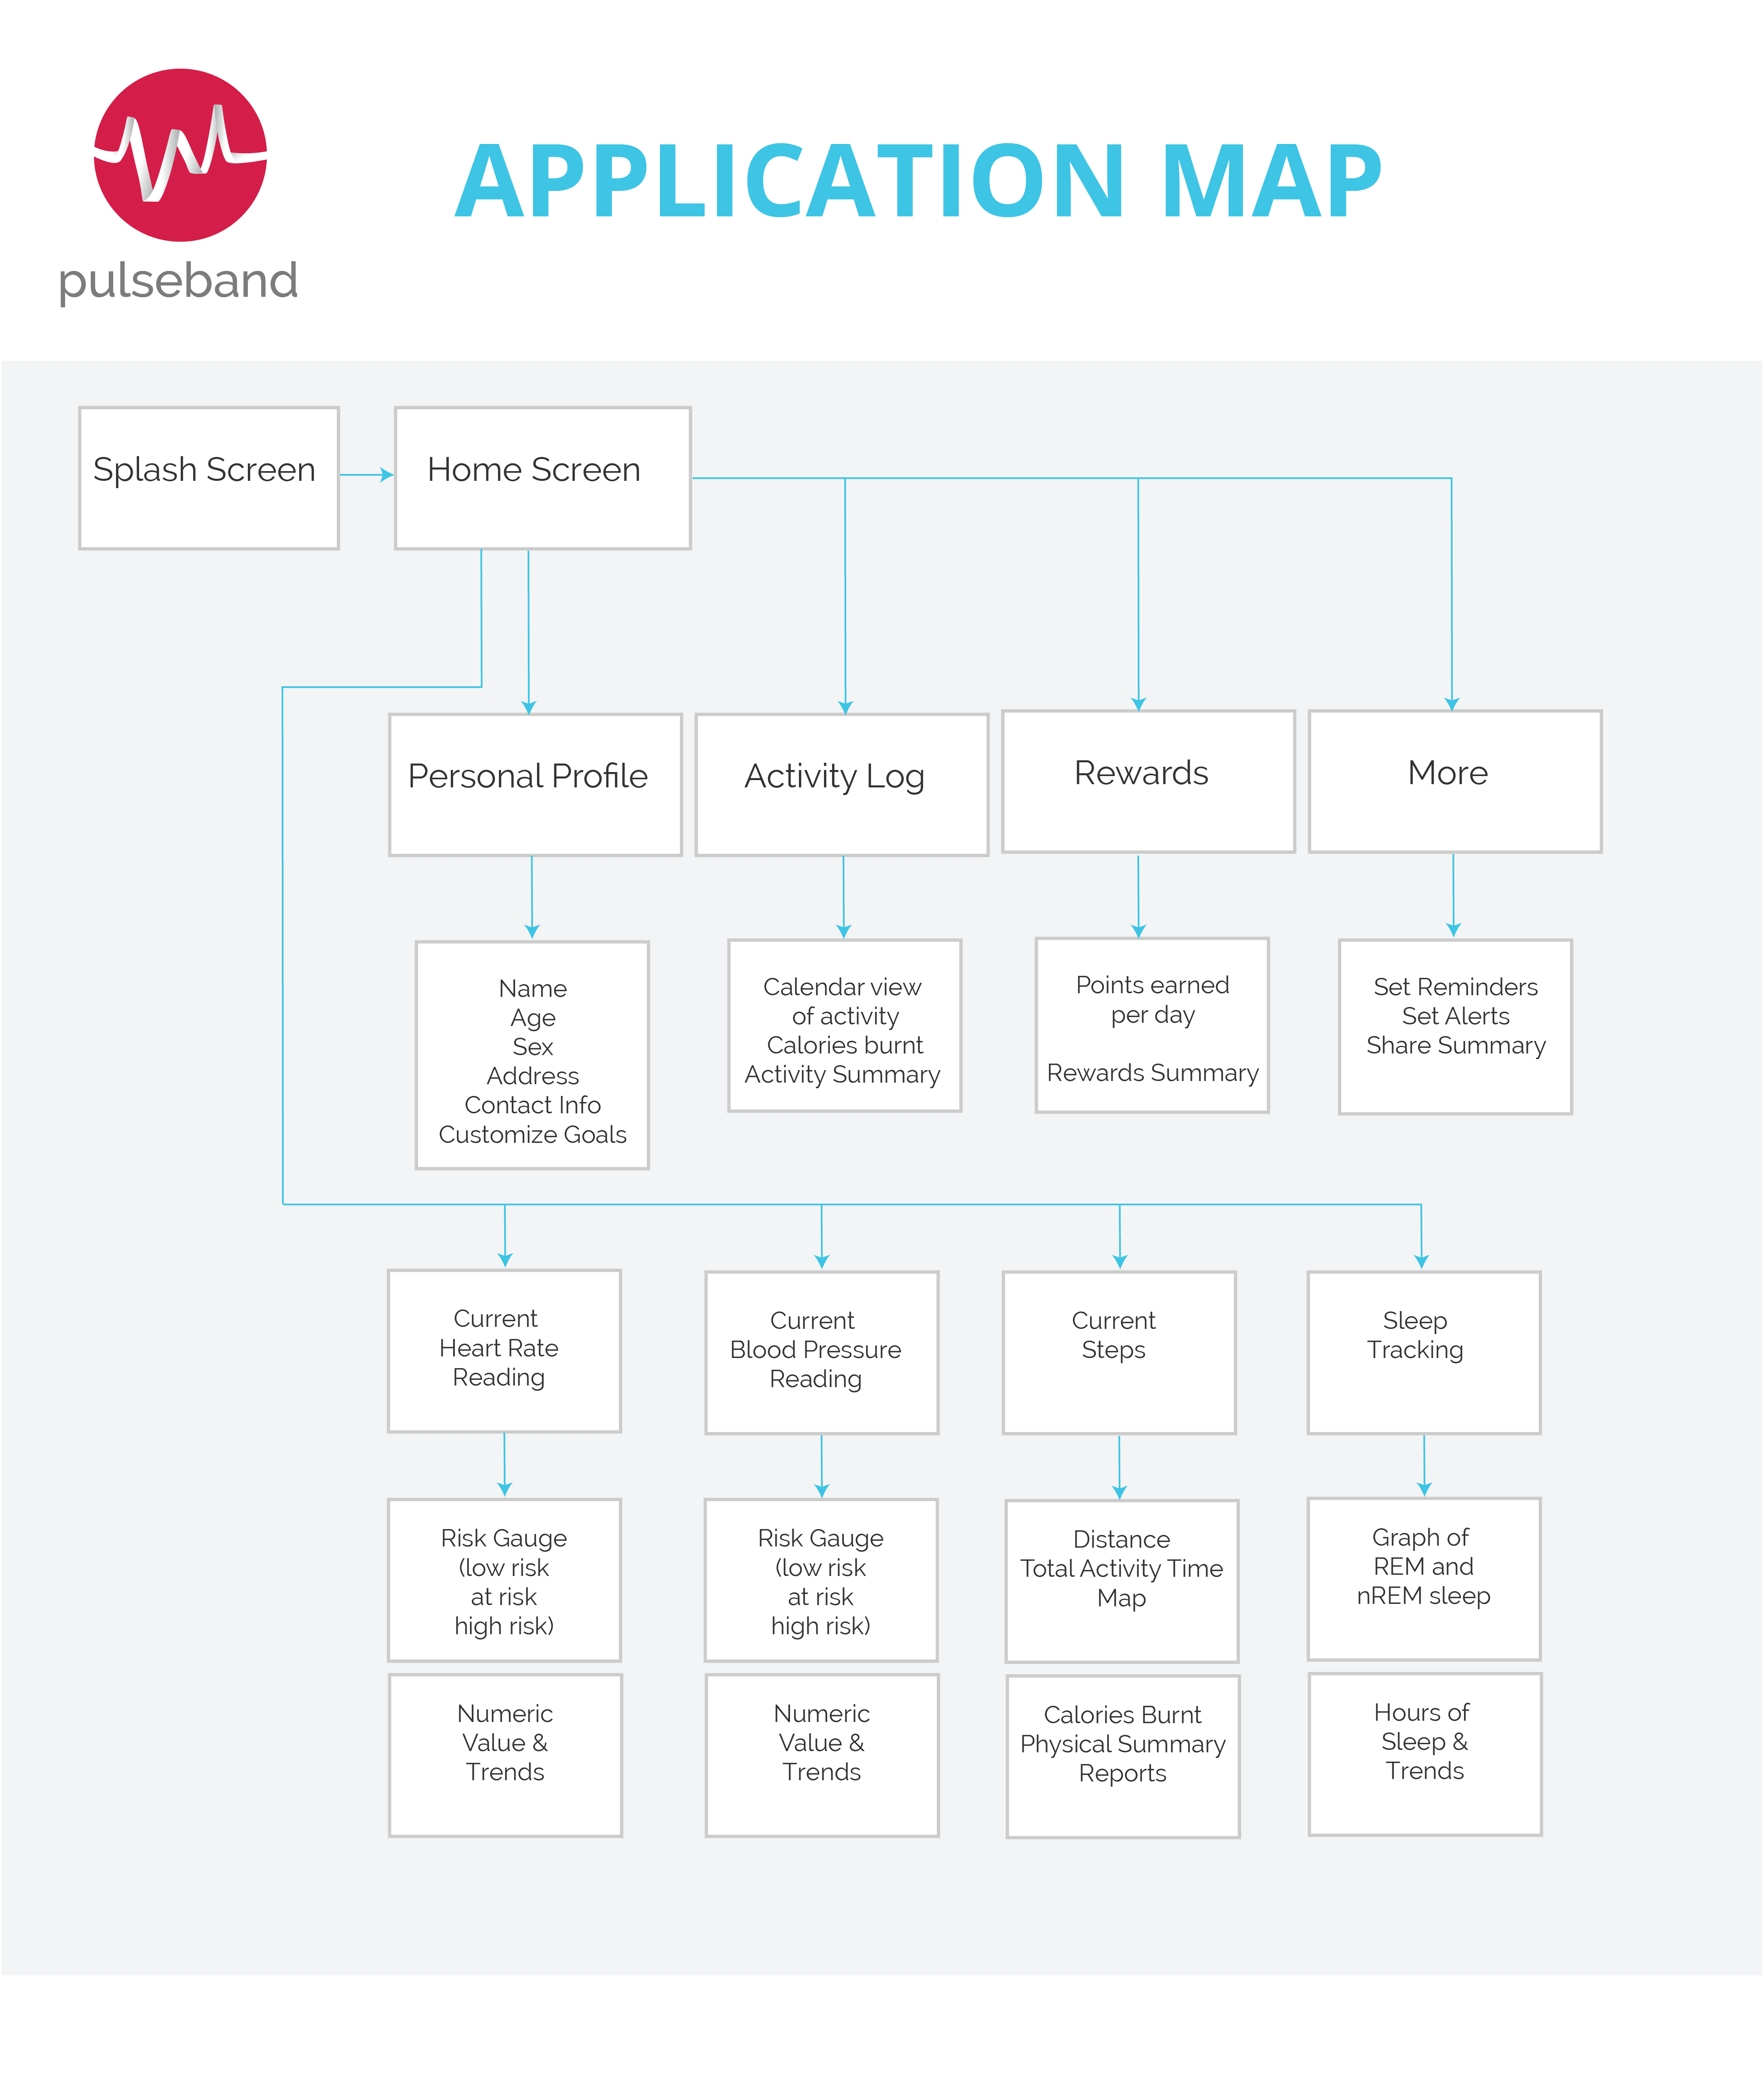 pulseband
APPLICATION MAP
Splash Screen
Home Screen
Personal Profile
Activity Log
Rewards
More
Name
Age
Sex
Address
Contact Info
Customize Goals
Calendar view
of activity
Calories burnt
Activity Summary
Points earned
per day
Rewards Summary
Set Reminders
Set Alerts
Share Summary
Current
Heart Rate
Reading
Current
Blood Pressure
Reading
Current
Steps
Sleep
Tracking
Risk Gauge
(low risk
at risk
high risk)
Risk Gauge
(low risk
at risk
high risk)
Distance
Total Activity Time
Map
Graph of
REM and
nREM sleep
Numeric
Value &
Trends
Numeric
Value &
Trends
Calories Burnt
Physical Summary
Reports
Hours of
Sleep &
Trends